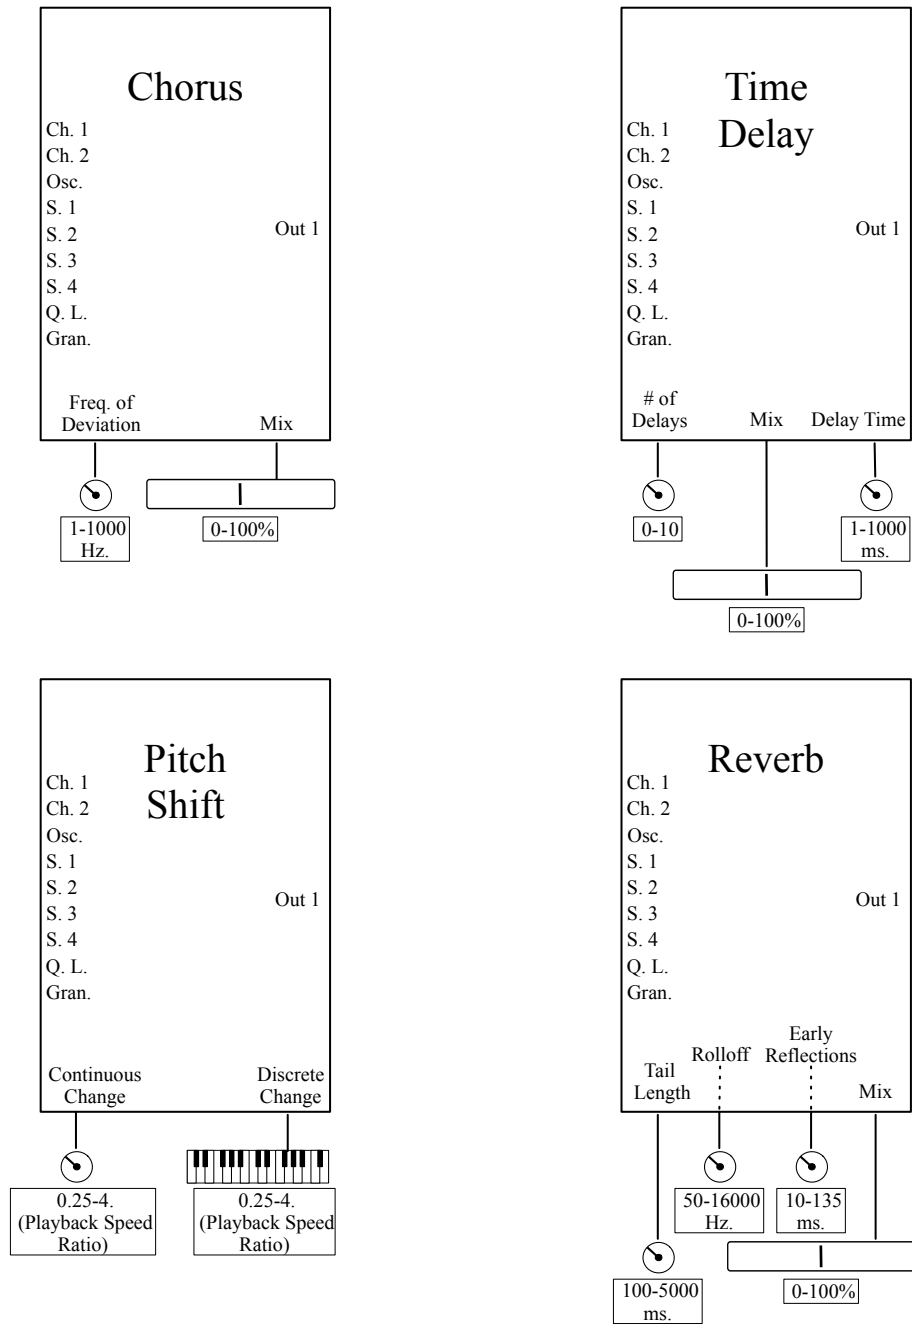 Chorus
Ch. 1
Ch. 2
Osc.
S. 1
S. 2
S. 3
S. 4
Q. L.
Gran.
Out 1
Freq. of
Deviation
Mix
1-1000
Hz.
0-100%
Time
Delay
Ch. 1
Ch. 2
Osc.
S. 1
S. 2
S. 3
S. 4
Q. L.
Gran.
Out 1
# of
Delays
Mix
Delay Time
0-10
1-1000
ms.
0-100%
Pitch
Shift
Ch. 1
Ch. 2
Osc.
S. 1
S. 2
S. 3
S. 4
Q. L.
Gran.
Out 1
Continuous
Change
Discrete
Change
0.25-4.
(Playback Speed
Ratio)
0.25-4.
(Playback Speed
Ratio)
Reverb
Ch. 1
Ch. 2
Osc.
S. 1
S. 2
S. 3
S. 4
Q. L.
Gran.
Out 1
Tail
Length
Rolloff
Early
Reflections
Mix
50-16000
Hz.
10-135
ms.
100-5000
ms.
0-100%